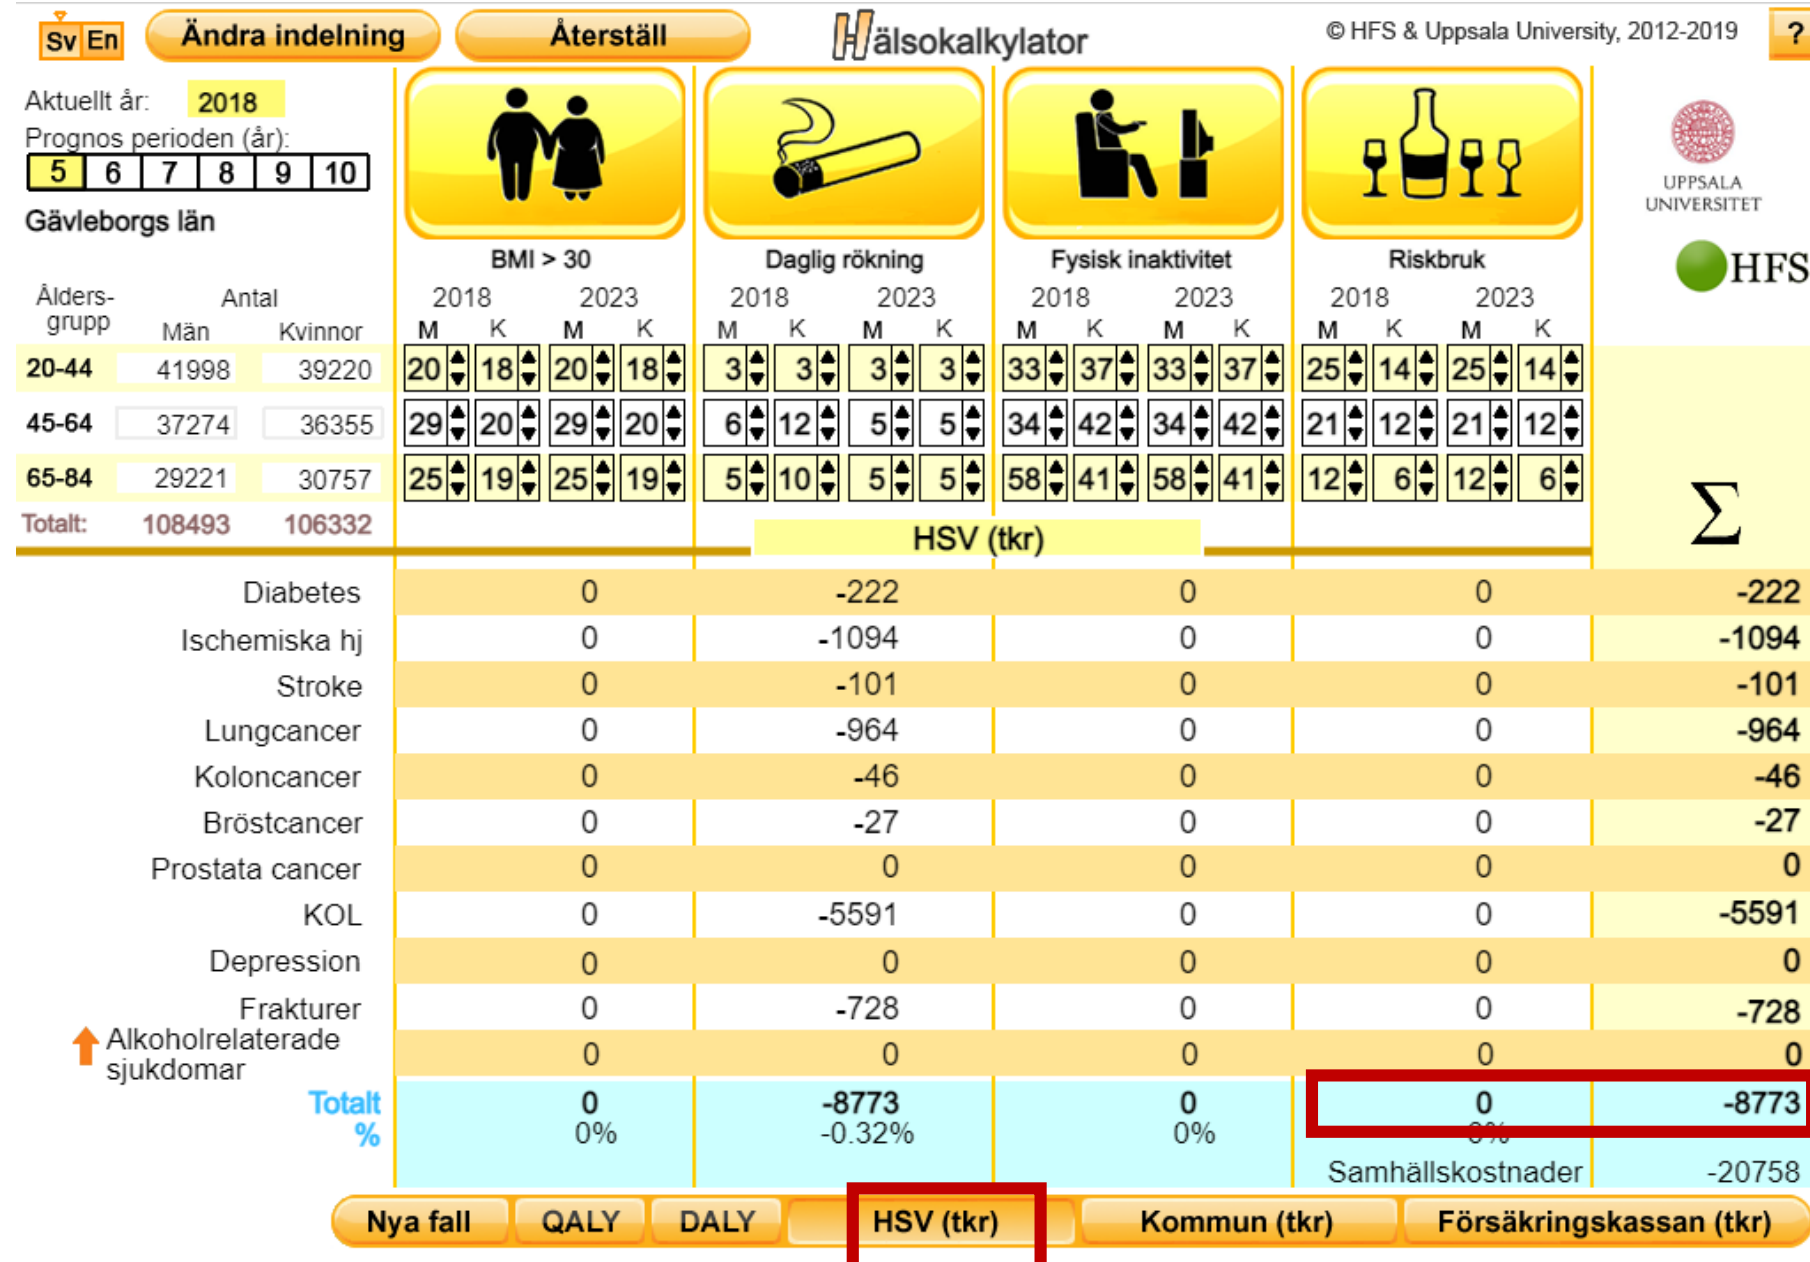 Sv En Ändra indelning Återställ Hälsokalkylator © HFS & Uppsala University, 2012-2019 ?
Aktuellt år: 2018
Prognos perioden (år):
5 6 7 8 9 10
UPPSALA
UNIVERSITET
Gävleborgs län
BMI > 30 Daglig rökning Fysisk inaktivitet Riskbruk
HFS
Ålders- Antal 2018 2023 2018 2023 2018 2023 2018 2023
grupp Män Kvinnor M K M K M K M K M K M K M K M K
20-44 41998 39220 20 18 20 18 3 3 3 3 33 37 33 37 25 14 25 14
45-64 37274 36355 29 20 29 20 6 12 5 5 34 42 34 42 21 12 21 12
65-84 29221 30757 25 19 25 19 5 10 5 5 58 41 58 41 12 6 12 6
Totalt: 108493 106332
Σ
HSV (tkr)
Diabetes 0 -222 0 0 -222
Ischemiska hj 0 -1094 0 0 -1094
Stroke 0 -101 0 0 -101
Lungcancer 0 -964 0 0 -964
Koloncancer 0 -46 0 0 -46
Bröstcancer 0 -27 0 0 -27
Prostata cancer 0 0 0 0 0
KOL 0 -5591 0 0 -5591
Depression 0 0 0 0 0
Frakturer 0 -728 0 0 -728
Alkoholrelaterade
sjukdomar 0 0 0 0 0
Totalt 0 -8773 0 0 -8773
% 0% -0.32% 0% 0%
Samhällskostnader -20758
Nya fall QALY DALY HSV (tkr) Kommun (tkr) Försäkringskassan (tkr)